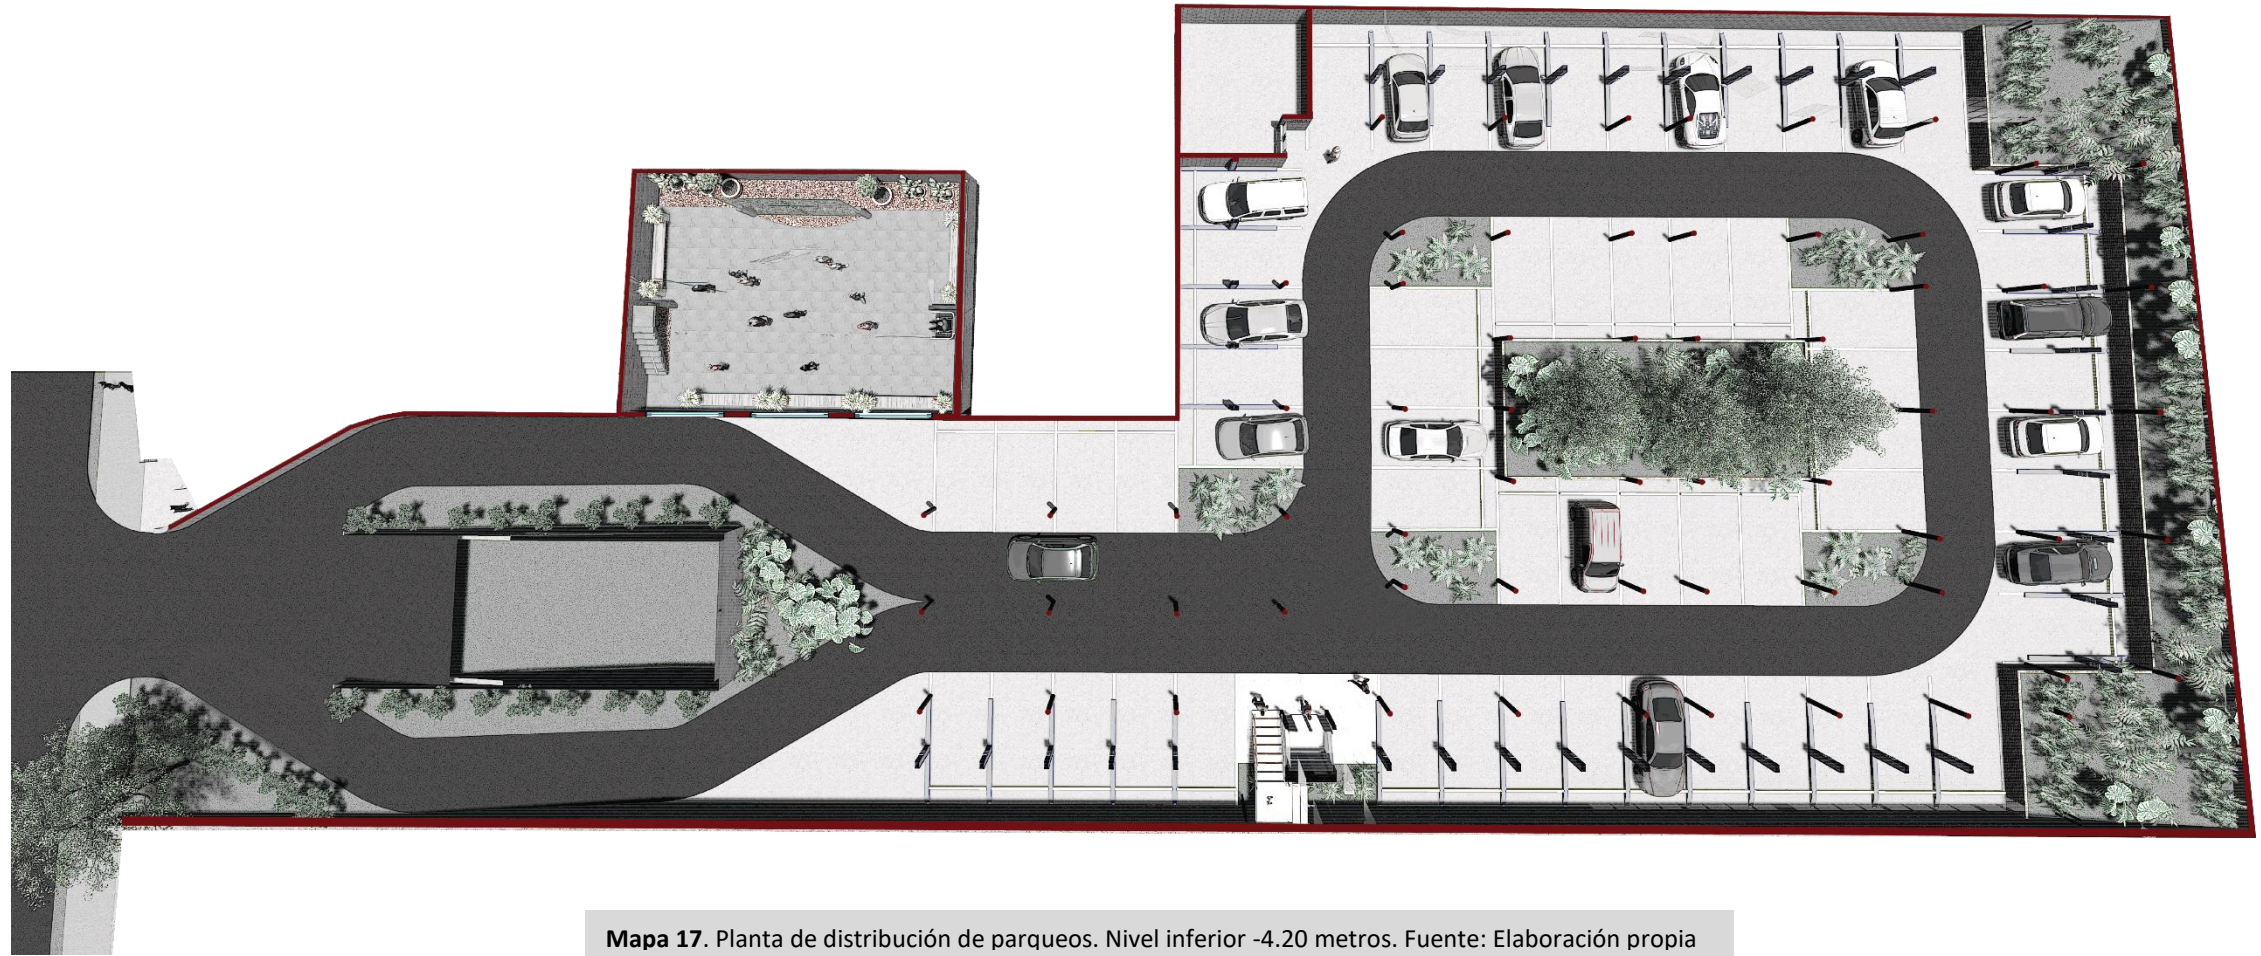 Mapa 17. Planta de distribución de parqueos. Nivel inferior -4.20 metros. Fuente: Elaboración propia